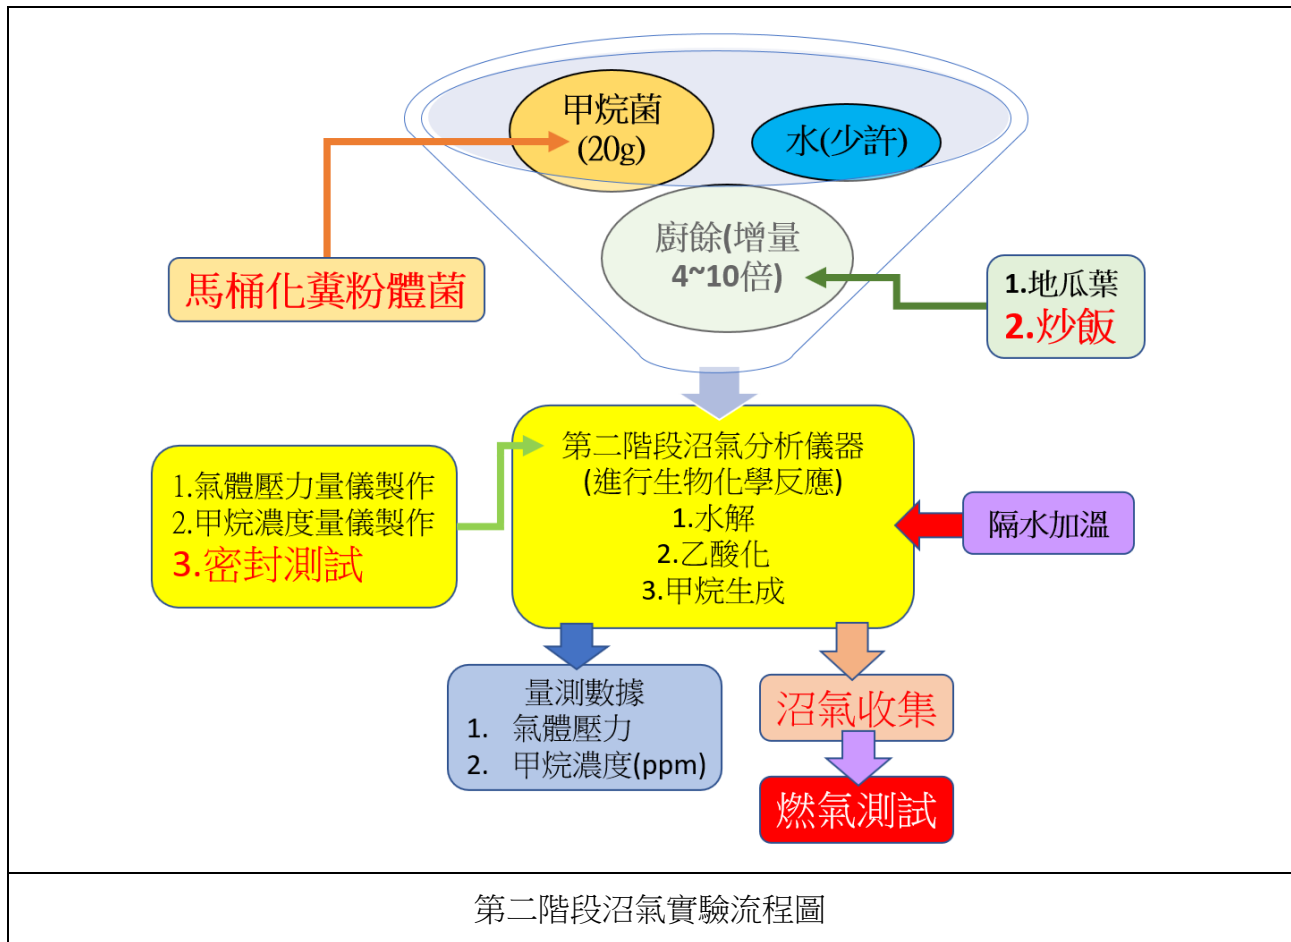 甲烷菌
(20g)
水(少許)
廚餘(增量
4~10倍)
馬桶化糞粉體菌
1.地瓜葉
2.炒飯
第二階段沼氣分析儀器
(進行生物化學反應)
1.水解
2.乙酸化
3.甲烷生成
1.氣體壓力量儀製作
2.甲烷濃度量儀製作
3.密封測試
隔水加溫
量測數據
1. 氣體壓力
2. 甲烷濃度(ppm)
沼氣收集
燃氣測試
第二階段沼氣實驗流程圖